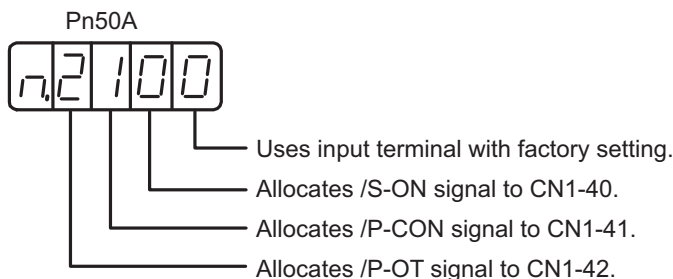 Pn50A
n.2100
Uses input terminal with factory setting.
Allocates /S-ON signal to CN1-40.
Allocates /P-CON signal to CN1-41.
Allocates /P-OT signal to CN1-42.